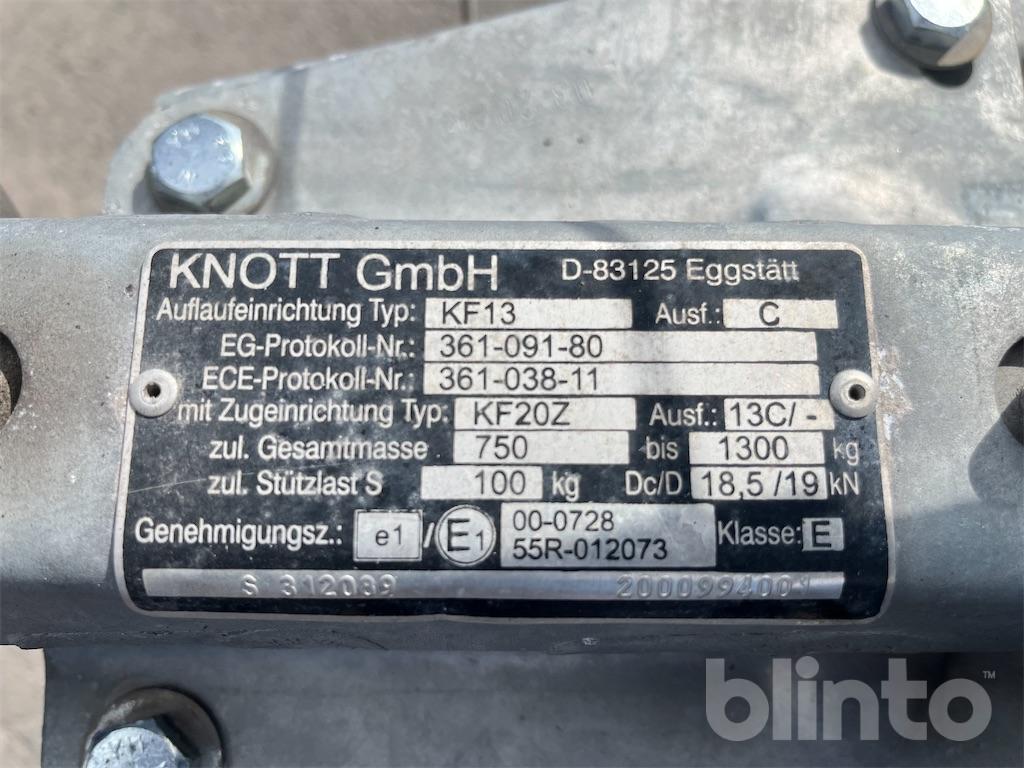 KNOTT GmbH D-83125 Eggstätt
Auflaufeinrichtung Typ: KF13 Ausf.: C
EG-Protokoll-Nr.: 361-091-80
ECE-Protokoll-Nr.: 361-038-11
mit Zugeinrichtung Typ: KF20Z Ausf.: 13C/-
zul. Gesamtmasse 750 bis 1300 kg
zul. Stützlast S 100 kg Dc/D 18,5/19 kN
Genehmigungsz.: e1 / E1 00-0728
55R-012073 Klasse: E
S 312089 2000994001
blinto™